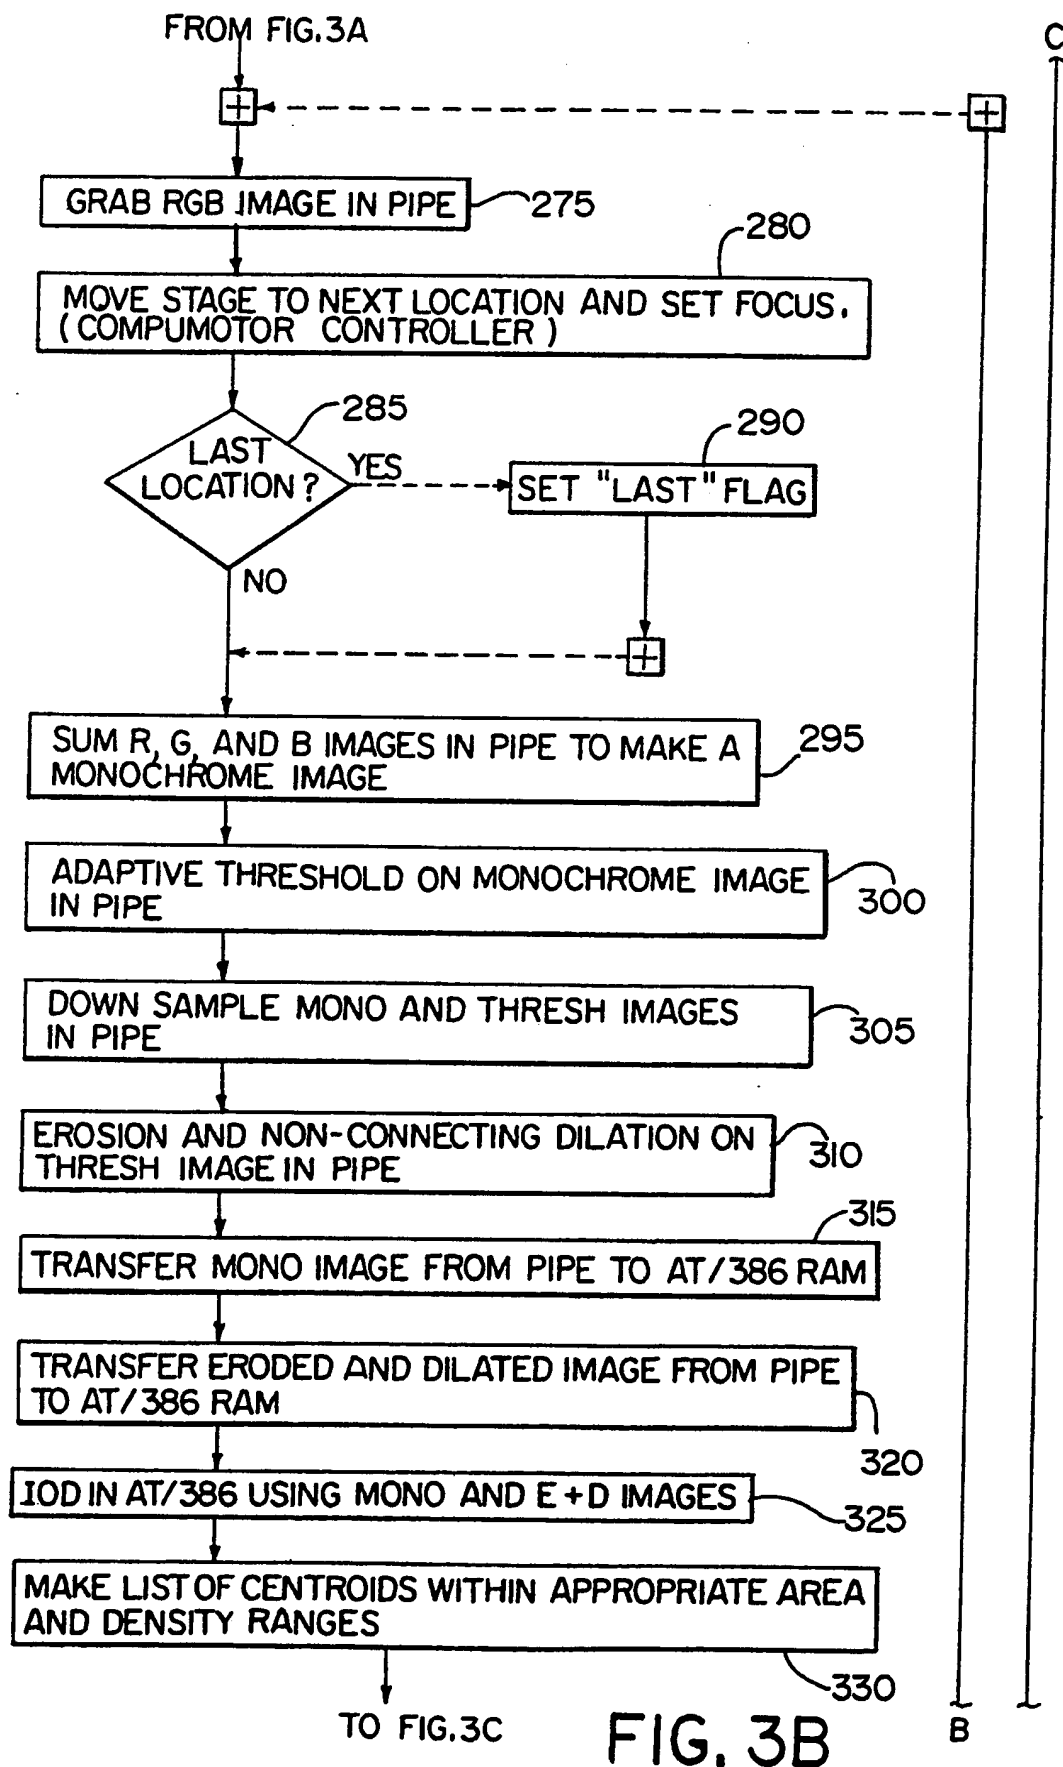 FROM FIG.3A
C
+
+
GRAB RGB IMAGE IN PIPE
275
280
MOVE STAGE TO NEXT LOCATION AND SET FOCUS.
(COMPUMOTOR CONTROLLER)
285
LAST
LOCATION?
YES
290
SET "LAST" FLAG
NO
+
SUM R, G, AND B IMAGES IN PIPE TO MAKE A
MONOCHROME IMAGE
295
ADAPTIVE THRESHOLD ON MONOCHROME IMAGE
IN PIPE
300
DOWN SAMPLE MONO AND THRESH IMAGES
IN PIPE
305
EROSION AND NON-CONNECTING DILATION ON
THRESH IMAGE IN PIPE
310
315
TRANSFER MONO IMAGE FROM PIPE TO AT/386 RAM
TRANSFER ERODED AND DILATED IMAGE FROM PIPE
TO AT/386 RAM
320
IOD IN AT/386 USING MONO AND E+D IMAGES
325
MAKE LIST OF CENTROIDS WITHIN APPROPRIATE AREA
AND DENSITY RANGES
330
TO FIG.3C
FIG. 3B
B